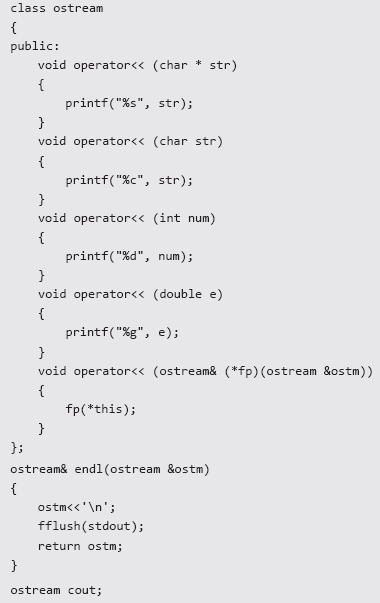 class ostream
{
public:
    void operator<< (char * str)
    {
        printf("%s", str);
    }
    void operator<< (char str)
    {
        printf("%c", str);
    }
    void operator<< (int num)
    {
        printf("%d", num);
    }
    void operator<< (double e)
    {
        printf("%g", e);
    }
    void operator<< (ostream& (*fp)(ostream &ostm))
    {
        fp(*this);
    }
};
ostream& endl(ostream &ostm)
{
    ostm<<'\n';
    fflush(stdout);
    return ostm;
}
ostream cout;